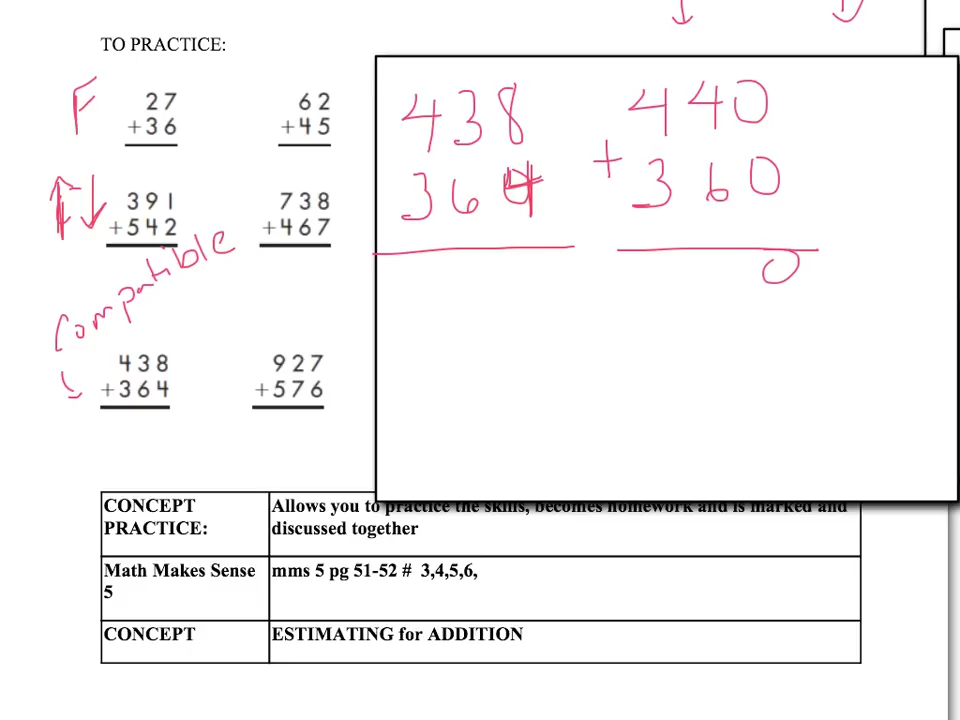 TO PRACTICE:
F
27
+36
62
+45
391
+542
738
+467
compatible
438
+364
927
+576
438
364
440
+360
0
CONCEPT PRACTICE:
Allows you to practice the skills, becomes homework and is marked and
discussed together
Math Makes Sense
5
mms 5 pg 51-52 # 3,4,5,6,
CONCEPT
ESTIMATING for ADDITION